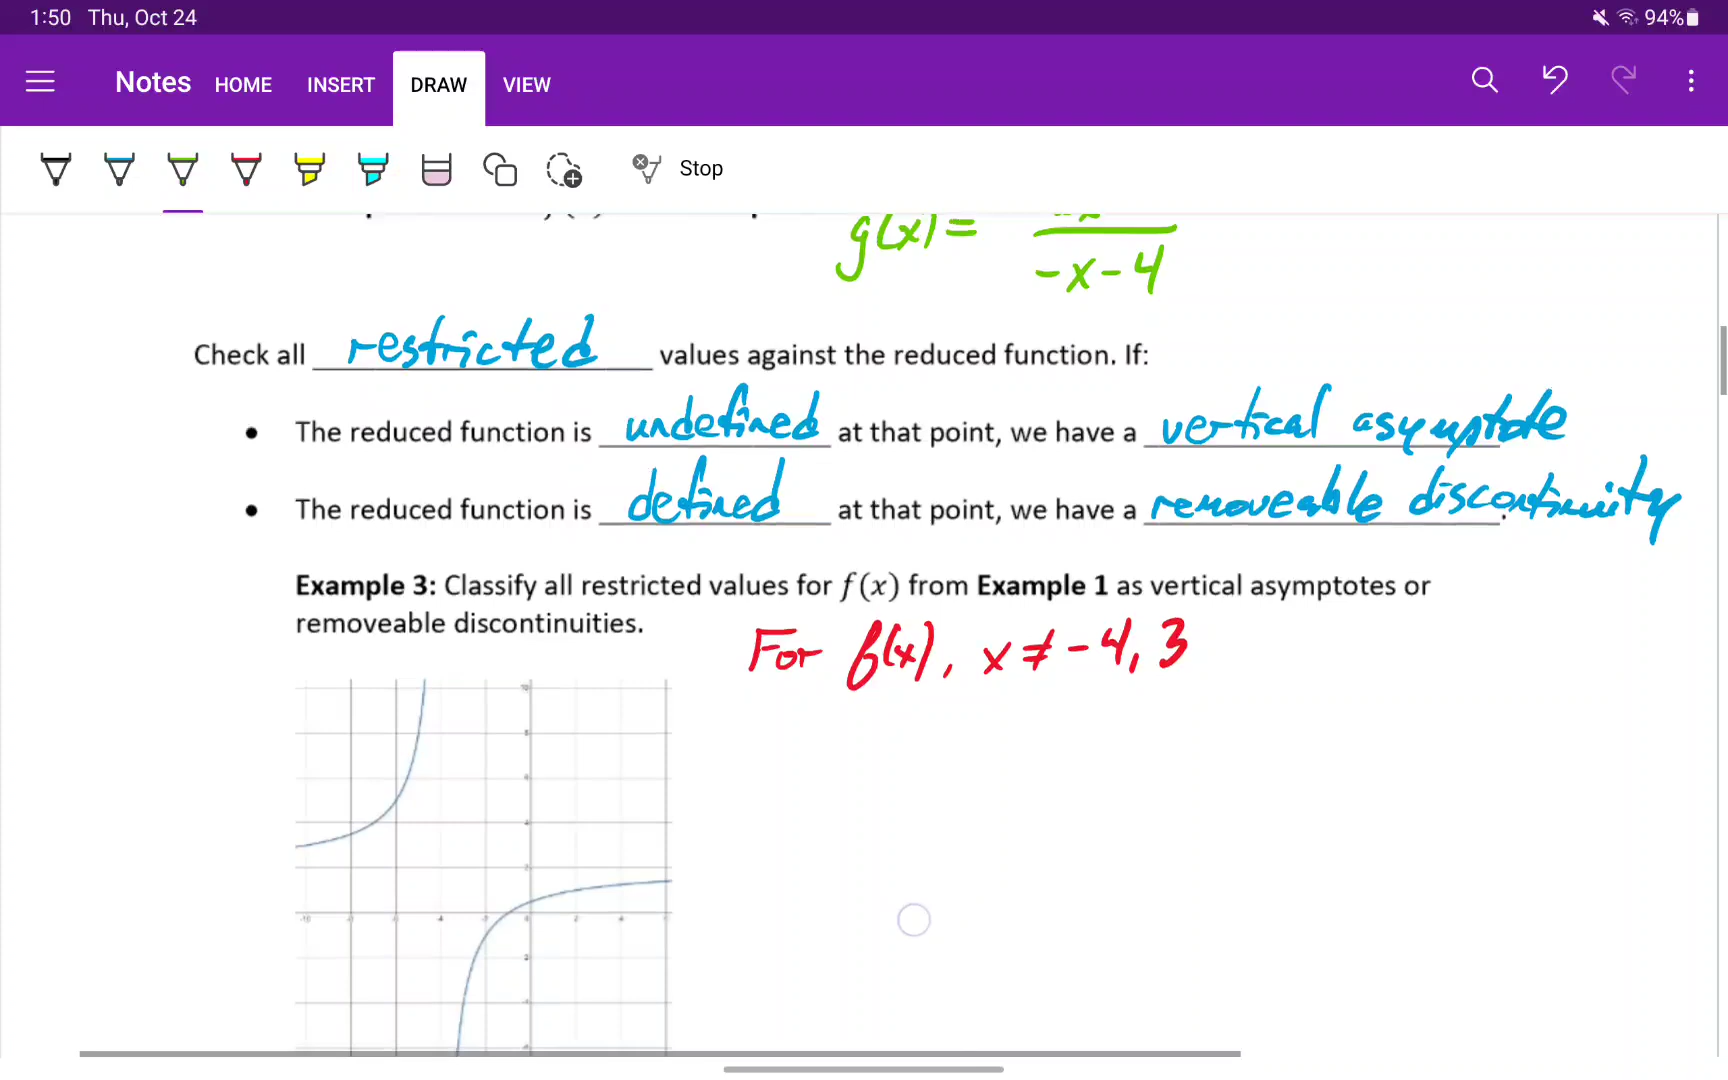 1:50 Thu, Oct 24 94%
Notes HOME INSERT DRAW VIEW
Stop
g(x) =
-x-4
Check all restricted values against the reduced function. If:
• The reduced function is undefined at that point, we have a vertical asymptote
• The reduced function is defined at that point, we have a removeable discontinuity.
Example 3: Classify all restricted values for f(x) from Example 1 as vertical asymptotes or
removeable discontinuities.
For f(x), x ≠ -4, 3